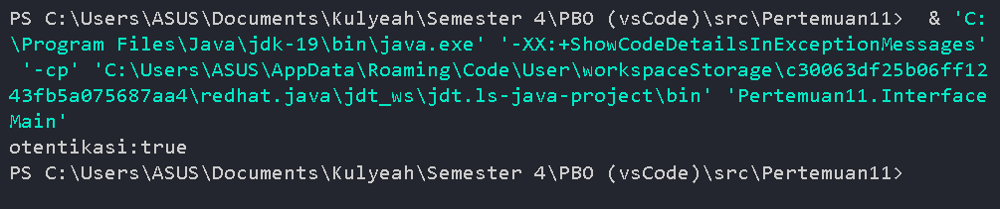 PS C:\Users\ASUS\Documents\Kulyeah\Semester 4\PBO (vsCode)\src\Pertemuan11>  & 'C:
\Program Files\Java\jdk-19\bin\java.exe' '-XX:+ShowCodeDetailsInExceptionMessages'
 '-cp' 'C:\Users\ASUS\AppData\Roaming\Code\User\workspaceStorage\c30063df25b06ff12
43fb5a075687aa4\redhat.java\jdt_ws\jdt.ls-java-project\bin' 'Pertemuan11.Interface
Main'
otentikasi:true
PS C:\Users\ASUS\Documents\Kulyeah\Semester 4\PBO (vsCode)\src\Pertemuan11>